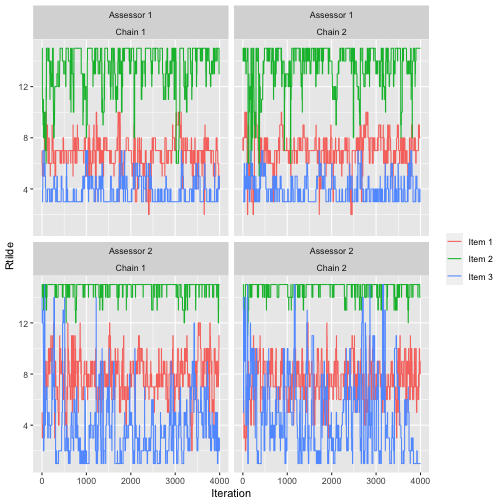 Assessor 1
Assessor 1
Chain 1
Chain 2
12
8
4
Assessor 2
Assessor 2
Chain 1
Chain 2
12
8
4
0
1000
2000
3000
4000
0
1000
2000
3000
4000
Iteration
Rtilde
Item 1
Item 2
Item 3